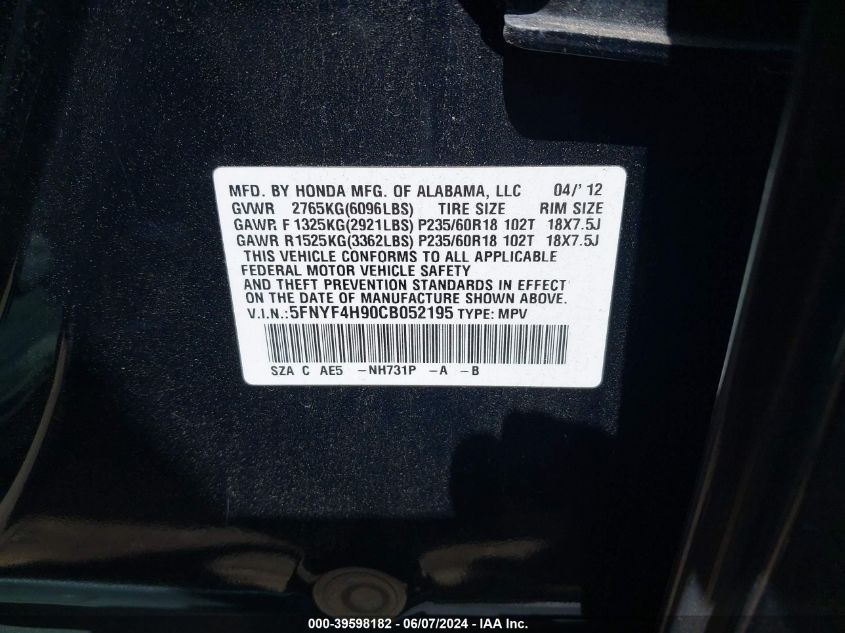 MFD. BY HONDA MFG. OF ALABAMA, LLC 04/'12
GVWR 2765KG(6096LBS) TIRE SIZE RIM SIZE
GAWR F 1325KG(2921LBS) P235/60R18 102T 18X7.5J
GAWR R1525KG(3362LBS) P235/60R18 102T 18X7.5J
THIS VEHICLE CONFORMS TO ALL APPLICABLE
FEDERAL MOTOR VEHICLE SAFETY
AND THEFT PREVENTION STANDARDS IN EFFECT
ON THE DATE OF MANUFACTURE SHOWN ABOVE.
V.I.N.:5FNYF4H90CB052195 TYPE: MPV
SZA C AE5 -NH731P -A -B
000-39598182 - 06/07/2024 - IAA Inc.